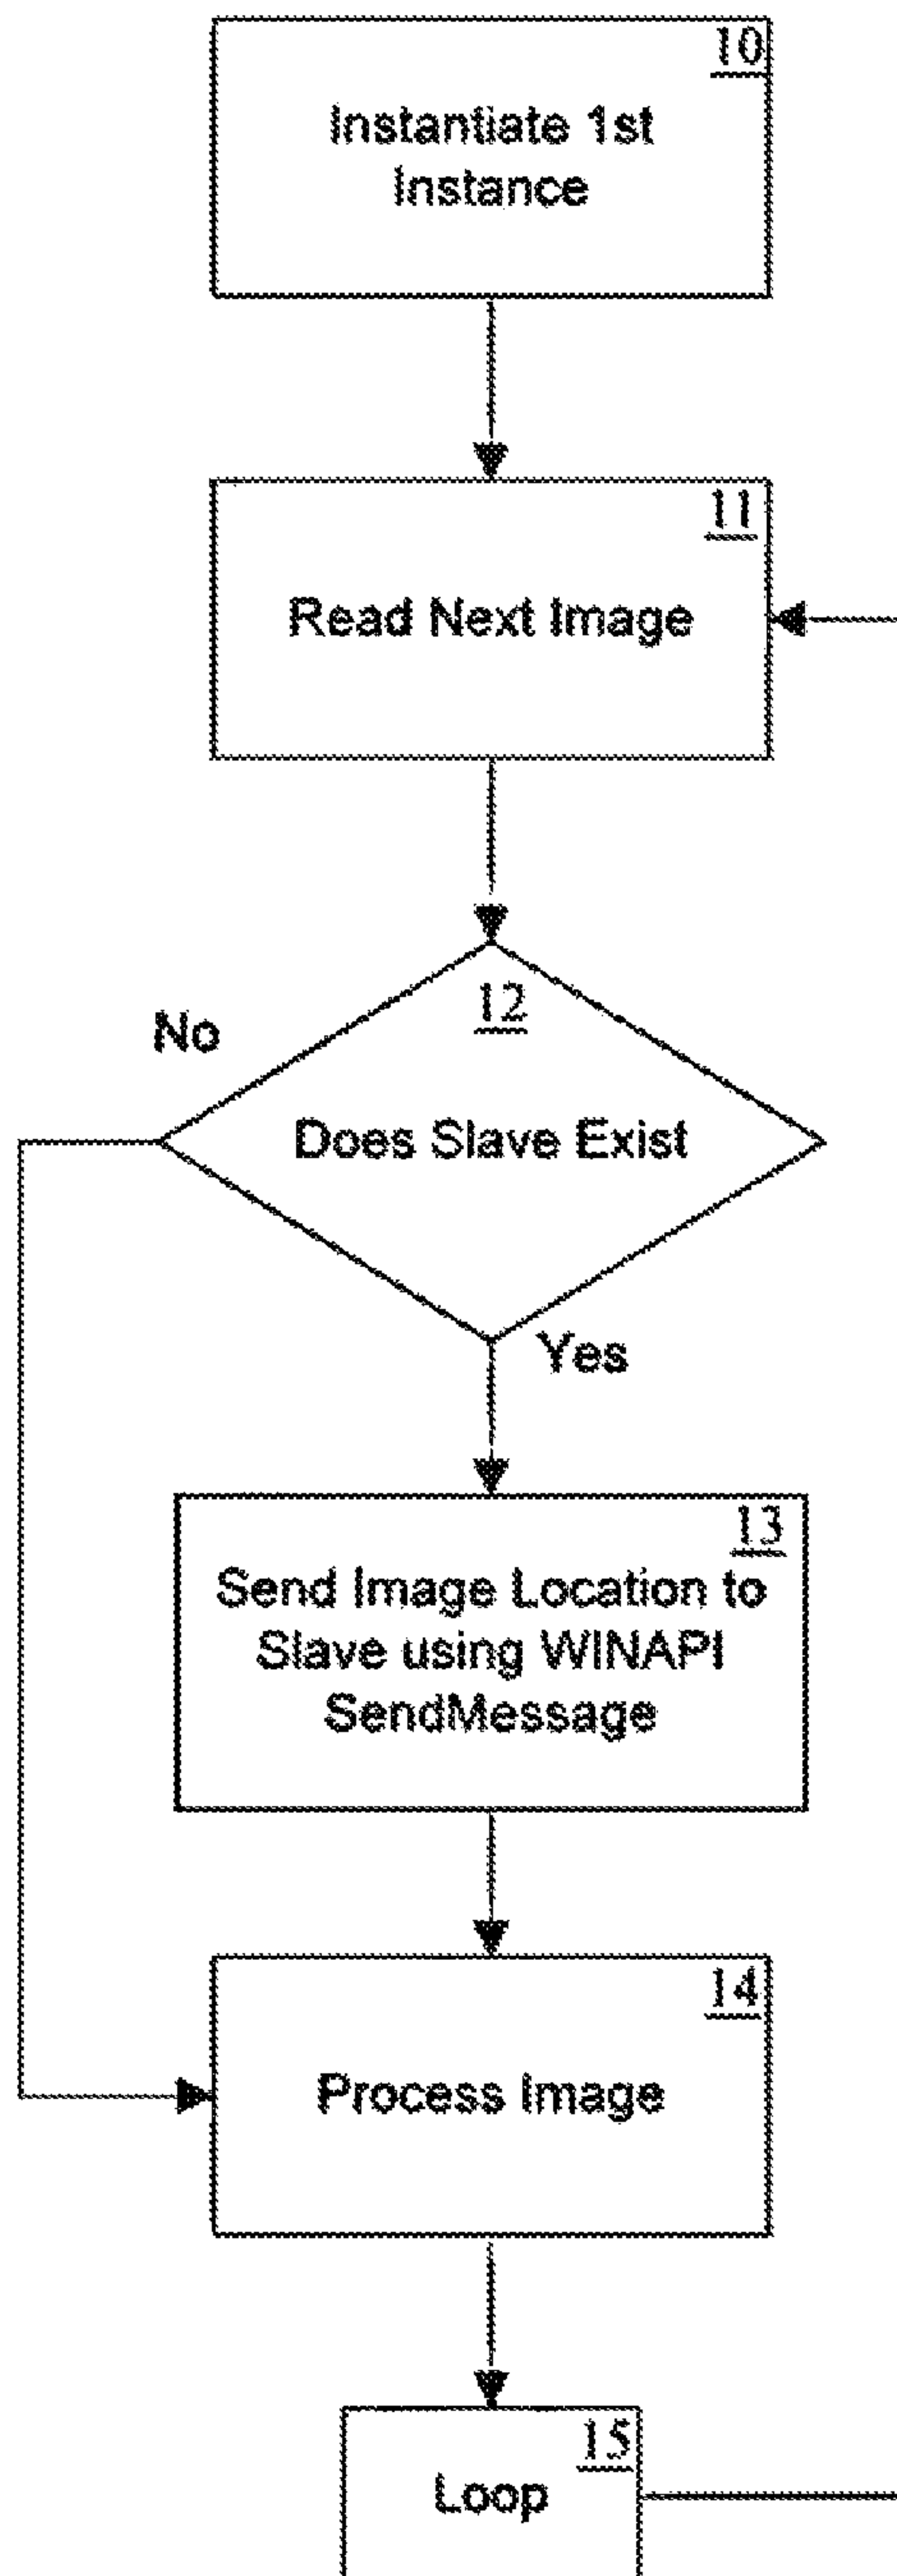 10
Instantiate 1st
Instance
11
Read Next Image
12
No
Does Slave Exist
Yes
13
Send Image Location to
Slave using WINAPI
SendMessage
14
Process Image
15
Loop